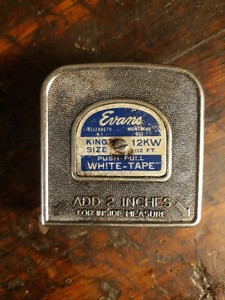 Evans
ELIZABETH MONTREAL
N.J. QUE
KING 12KW
SIZE 12 FT.
PUSH-PULL
WHITE-TAPE
ADD 2 INCHES
FOR INSIDE MEASURE